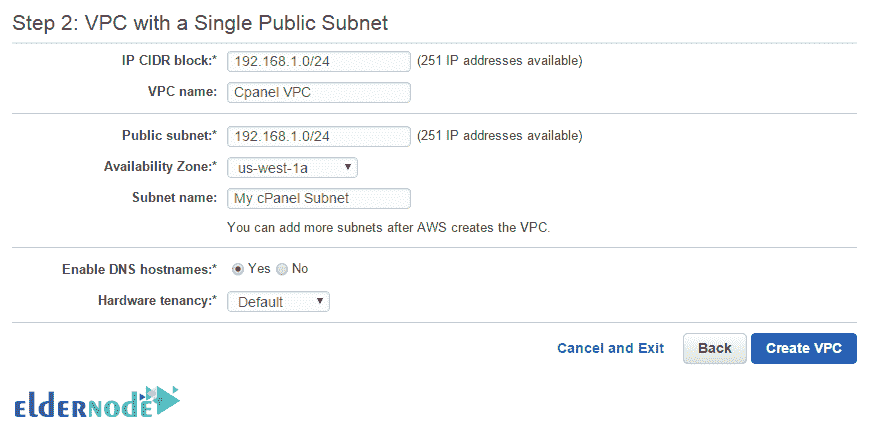 Step 2: VPC with a Single Public Subnet
IP CIDR block:* 192.168.1.0/24 (251 IP addresses available)
VPC name: Cpanel VPC
Public subnet:* 192.168.1.0/24 (251 IP addresses available)
Availability Zone:* us-west-1a
Subnet name: My cPanel Subnet
You can add more subnets after AWS creates the VPC.
Enable DNS hostnames:* Yes No
Hardware tenancy:* Default
Cancel and Exit Back Create VPC
eLDERNODE